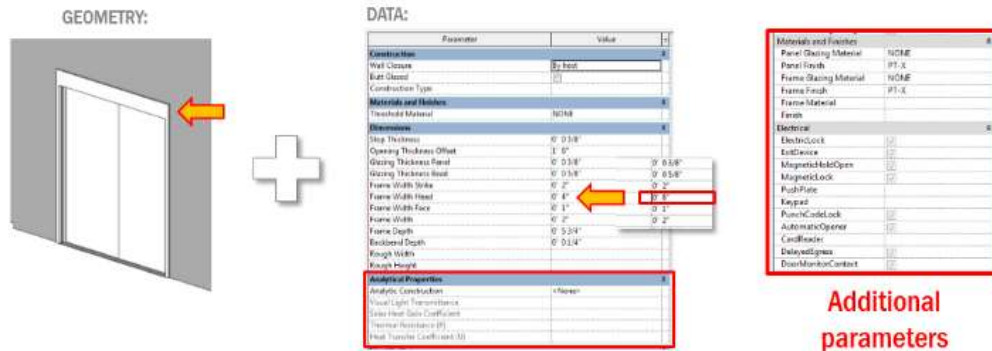 GEOMETRY:
DATA:
Parameter Value
Construction
Wall Closure By host
Butt Glazed
Construction Type
Materials and Finishes
Threshold Material NONE
Dimensions
Stop Thickness 0' 0 3/8"
Opening Thickness Offset 1' 0"
Glazing Thickness Panel 0' 0 3/8" 0' 0 3/8"
Glazing Thickness Bead 0' 0 5/8" 0' 0 5/8"
Frame Width Strike 0' 2" 0' 2"
Frame Width Head 0' 4" 0' 8"
Frame Width Face 0' 1" 0' 1"
Frame Width 0' 2" 0' 2"
Frame Depth 0' 5 3/4"
Backbend Depth 0' 0 1/4"
Rough Width
Rough Height
Analytical Properties
Analytic Construction <None>
Visual Light Transmittance
Solar Heat Gain Coefficient
Thermal Resistance (R)
Heat Transfer Coefficient (U)
Materials and Finishes
Panel Glazing Material NONE
Panel Finish PT-X
Frame Glazing Material NONE
Frame Finish PT-X
Frame Material
Finish
Electrical
ElectricLock
ExitDevice
MagneticHoldOpen
MagneticLock
PushPlate
Keypad
PunchCodeLock
AutomaticOpener
CardReader
DelayedEgress
DoorMonitorContact
Additional
parameters